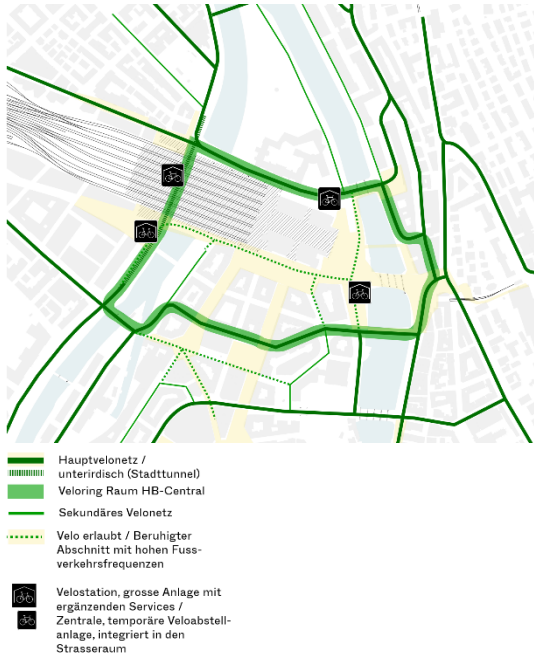 Hauptvelonetz /
unterirdisch (Stadttunnel)
Veloring Raum HB-Central
Sekundäres Velonetz
Velo erlaubt / Beruhigter
Abschnitt mit hohen Fuss-
verkehrsfrequenzen
Velostation, grosse Anlage mit
ergänzenden Services /
Zentrale, temporäre Veloabstell-
anlage, integriert in den
Strasseraum